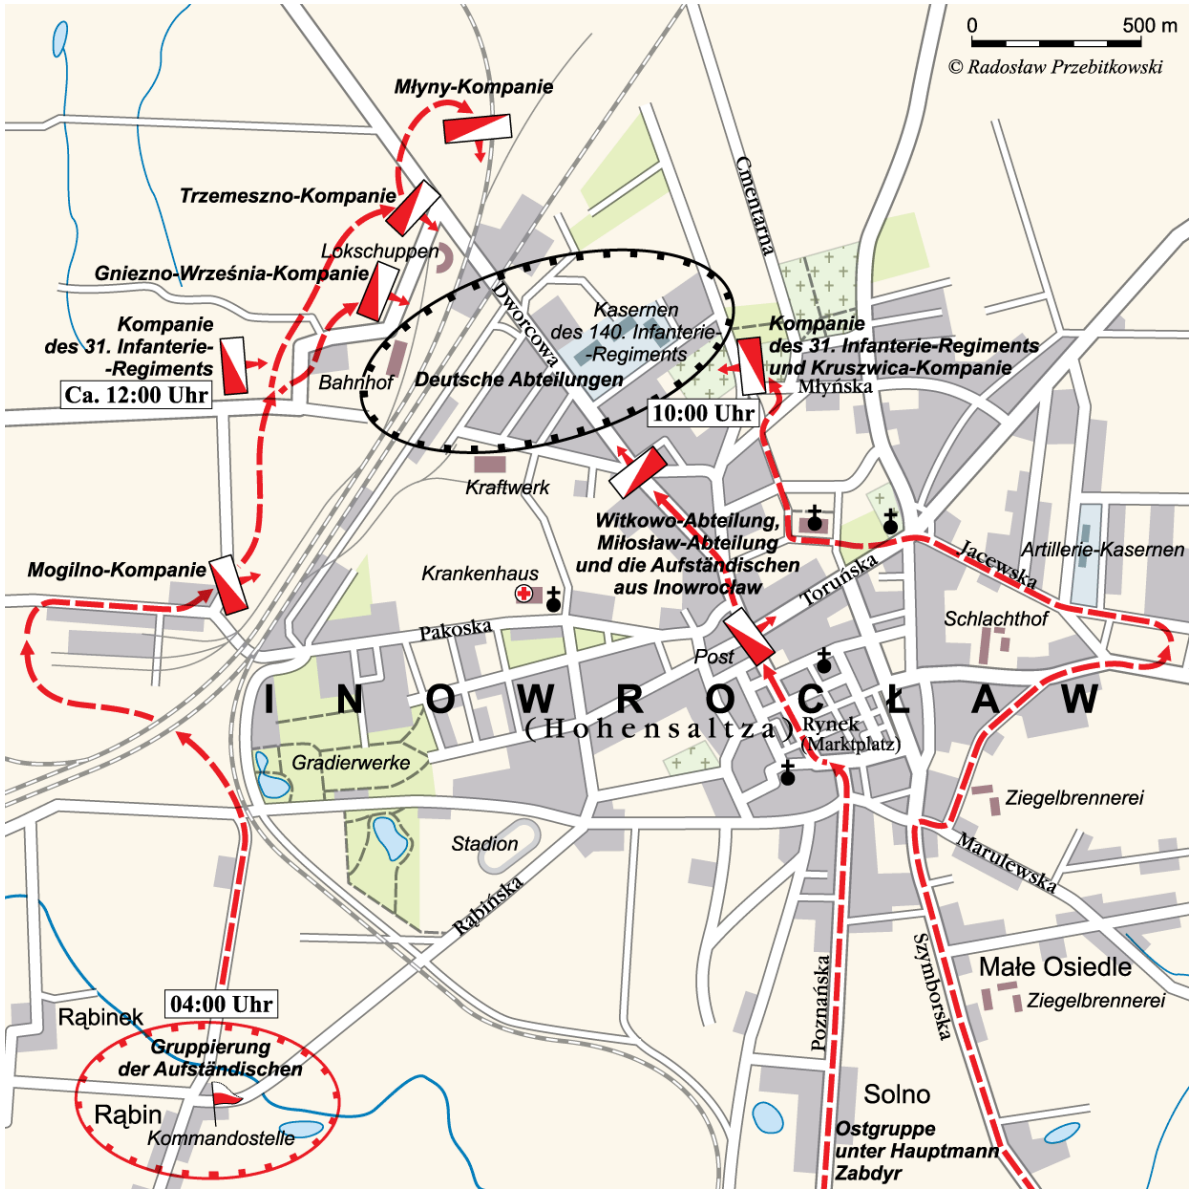 0 500 m
© Radosław Przebitkowski
Młyny-Kompanie
Cmentarna
Trzemeszno-Kompanie
Lokschuppen
Gniezno-Września-Kompanie
Dworcowa
Kasernen
des 140. Infanterie-
-Regiments
Kompanie
des 31. Infanterie-
-Regiments
Kompanie
des 31. Infanterie-Regiments
und Kruszwica-Kompanie
Młyńska
Bahnhof
Deutsche Abteilungen
Ca. 12:00 Uhr
10:00 Uhr
Kraftwerk
Witkowo-Abteilung,
Miłosław-Abteilung
und die Aufständischen
aus Inowrocław
Jacewska
Artillerie-Kasernen
Mogilno-Kompanie
Krankenhaus
Toruńska
Schlachthof
Pakoska
Post
INOWROCŁAW
(Hohensaltza)
Rynek
(Marktplatz)
Gradierwerke
Ziegelbrennerei
Stadion
Marulewska
Rąbińska
Szymborska
Poznańska
Małe Osiedle
Ziegelbrennerei
04:00 Uhr
Rąbinek
Gruppierung
der Aufständischen
Rąbin
Kommandostelle
Solno
Ostgruppe
unter Hauptmann
Zabdyr